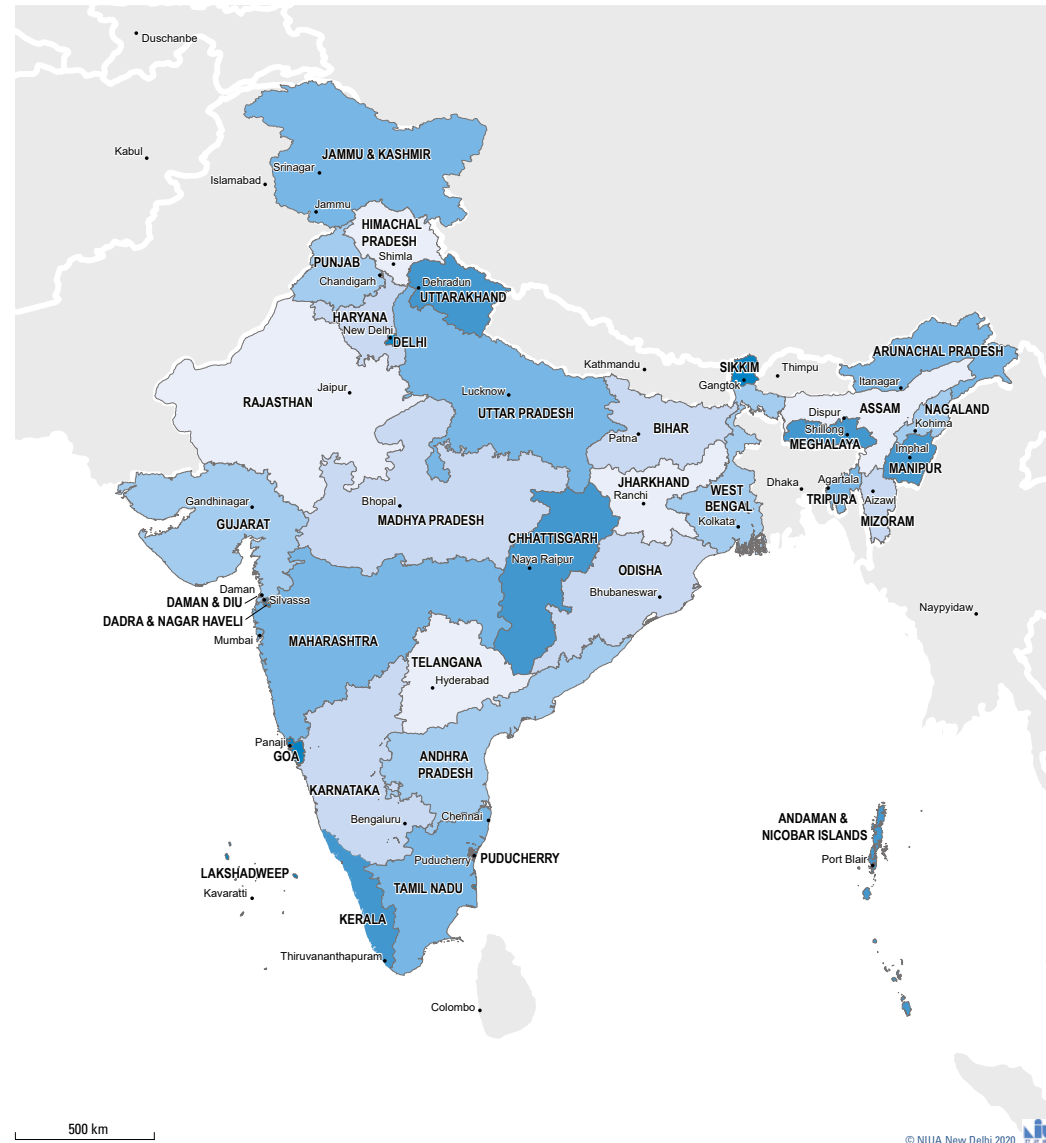 Duschanbe
Kabul
Islamabad
JAMMU & KASHMIR
Srinagar
Jammu
HIMACHAL
PRADESH
Shimla
PUNJAB
Chandigarh
Dehradun
UTTARAKHAND
HARYANA
New Delhi
DELHI
Kathmandu
SIKKIM
Gangtok
Thimpu
ARUNACHAL PRADESH
Itanagar
Jaipur
RAJASTHAN
Lucknow
UTTAR PRADESH
Patna
BIHAR
Dispur
ASSAM
NAGALAND
Kohima
Shillong
MEGHALAYA
Imphal
MANIPUR
JHARKHAND
Ranchi
Dhaka
Agartala
TRIPURA
Aizawl
MIZORAM
Gandhinagar
GUJARAT
Bhopal
MADHYA PRADESH
WEST
BENGAL
Kolkata
CHHATTISGARH
Naya Raipur
ODISHA
Bhubaneswar
Daman
DAMAN & DIU
Silvassa
DADRA & NAGAR HAVELI
Mumbai
MAHARASHTRA
Naypyidaw
TELANGANA
Hyderabad
Panaji
GOA
ANDHRA
PRADESH
KARNATAKA
Bengaluru
Chennai
ANDAMAN &
NICOBAR ISLANDS
Port Blair
Puducherry
PUDUCHERRY
LAKSHADWEEP
Kavaratti
TAMIL NADU
KERALA
Thiruvananthapuram
Colombo
500 km
© NIUA New Delhi 2020